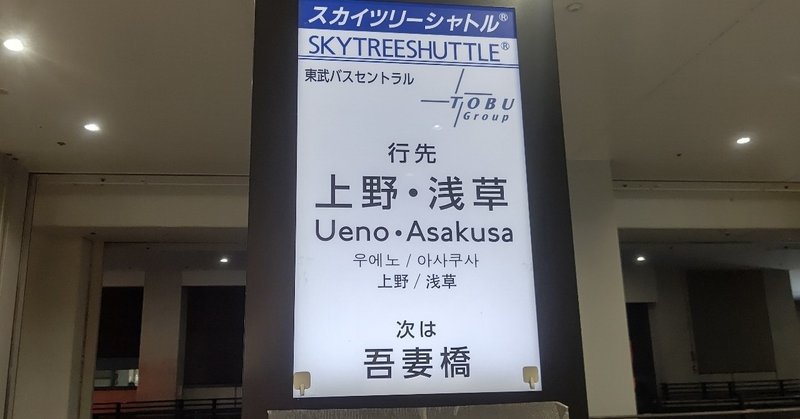 スカイツリーシャトル®
SKYTREESHUTTLE®
東武バスセントラル
TOBU
Group
行先
上野・浅草
Ueno・Asakusa
우에노 / 아사쿠사
上野 / 浅草
次は
吾妻橋